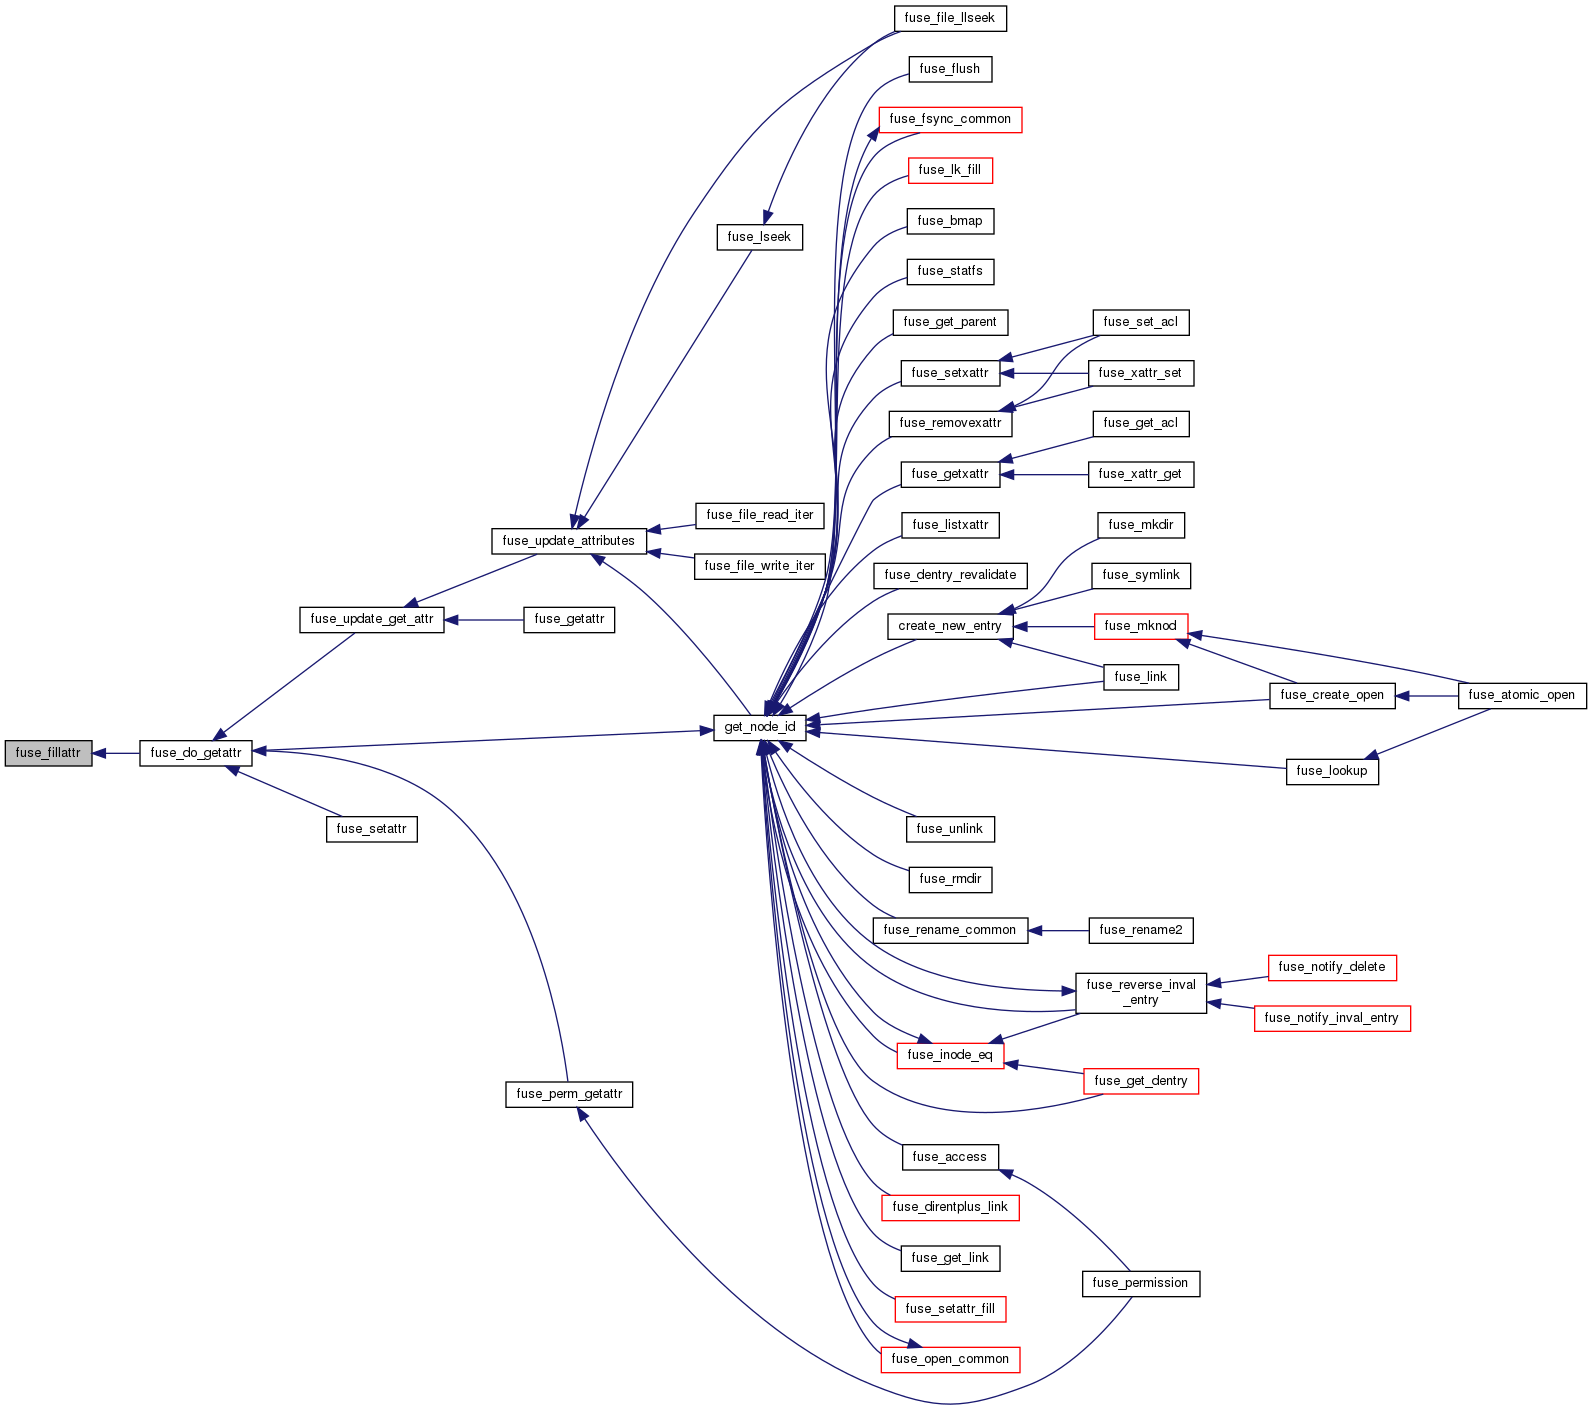 fuse_file_llseek
fuse_flush
fuse_fsync_common
fuse_lk_fill
fuse_bmap
fuse_lseek
fuse_statfs
fuse_get_parent
fuse_set_acl
fuse_setxattr
fuse_xattr_set
fuse_removexattr
fuse_get_acl
fuse_getxattr
fuse_xattr_get
fuse_file_read_iter
fuse_listxattr
fuse_mkdir
fuse_update_attributes
fuse_file_write_iter
fuse_dentry_revalidate
fuse_symlink
fuse_update_get_attr
fuse_getattr
create_new_entry
fuse_mknod
fuse_link
fuse_create_open
fuse_atomic_open
get_node_id
fuse_fillattr
fuse_do_getattr
fuse_lookup
fuse_setattr
fuse_unlink
fuse_rmdir
fuse_rename_common
fuse_rename2
fuse_notify_delete
fuse_reverse_inval
_entry
fuse_notify_inval_entry
fuse_inode_eq
fuse_get_dentry
fuse_perm_getattr
fuse_access
fuse_direntplus_link
fuse_get_link
fuse_permission
fuse_setattr_fill
fuse_open_common